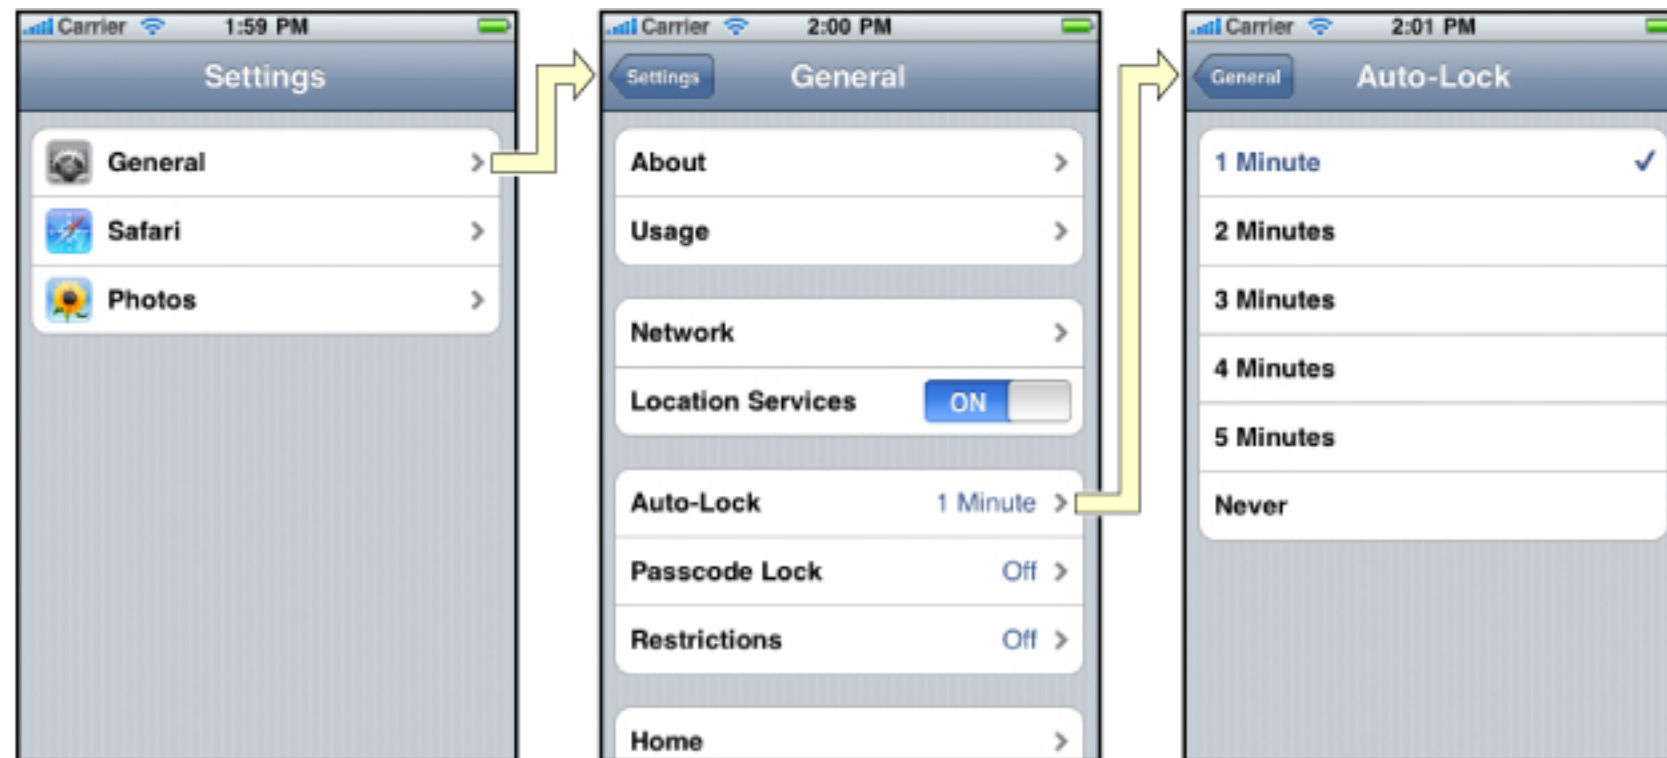 Carrier 1:59 PM
Settings
General
Safari
Photos
Carrier 2:00 PM
Settings General
About
Usage
Network
Location Services ON
Auto-Lock 1 Minute
Passcode Lock Off
Restrictions Off
Home
Carrier 2:01 PM
General Auto-Lock
1 Minute
2 Minutes
3 Minutes
4 Minutes
5 Minutes
Never